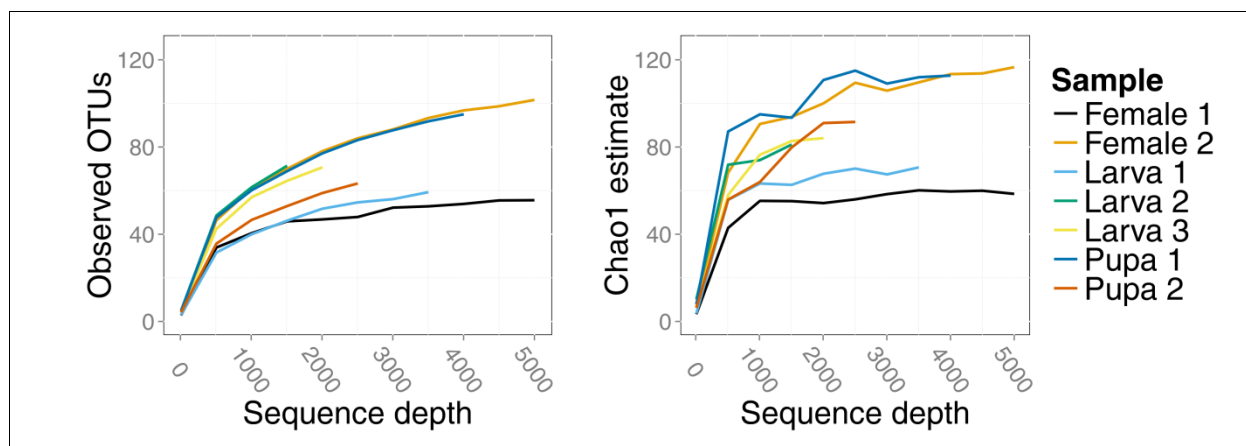 Observed OTUs
120
80
40
0
0
1000
2000
3000
4000
5000
Sequence depth
Chao1 estimate
120
80
40
0
0
1000
2000
3000
4000
5000
Sequence depth
Sample
Female 1
Female 2
Larva 1
Larva 2
Larva 3
Pupa 1
Pupa 2